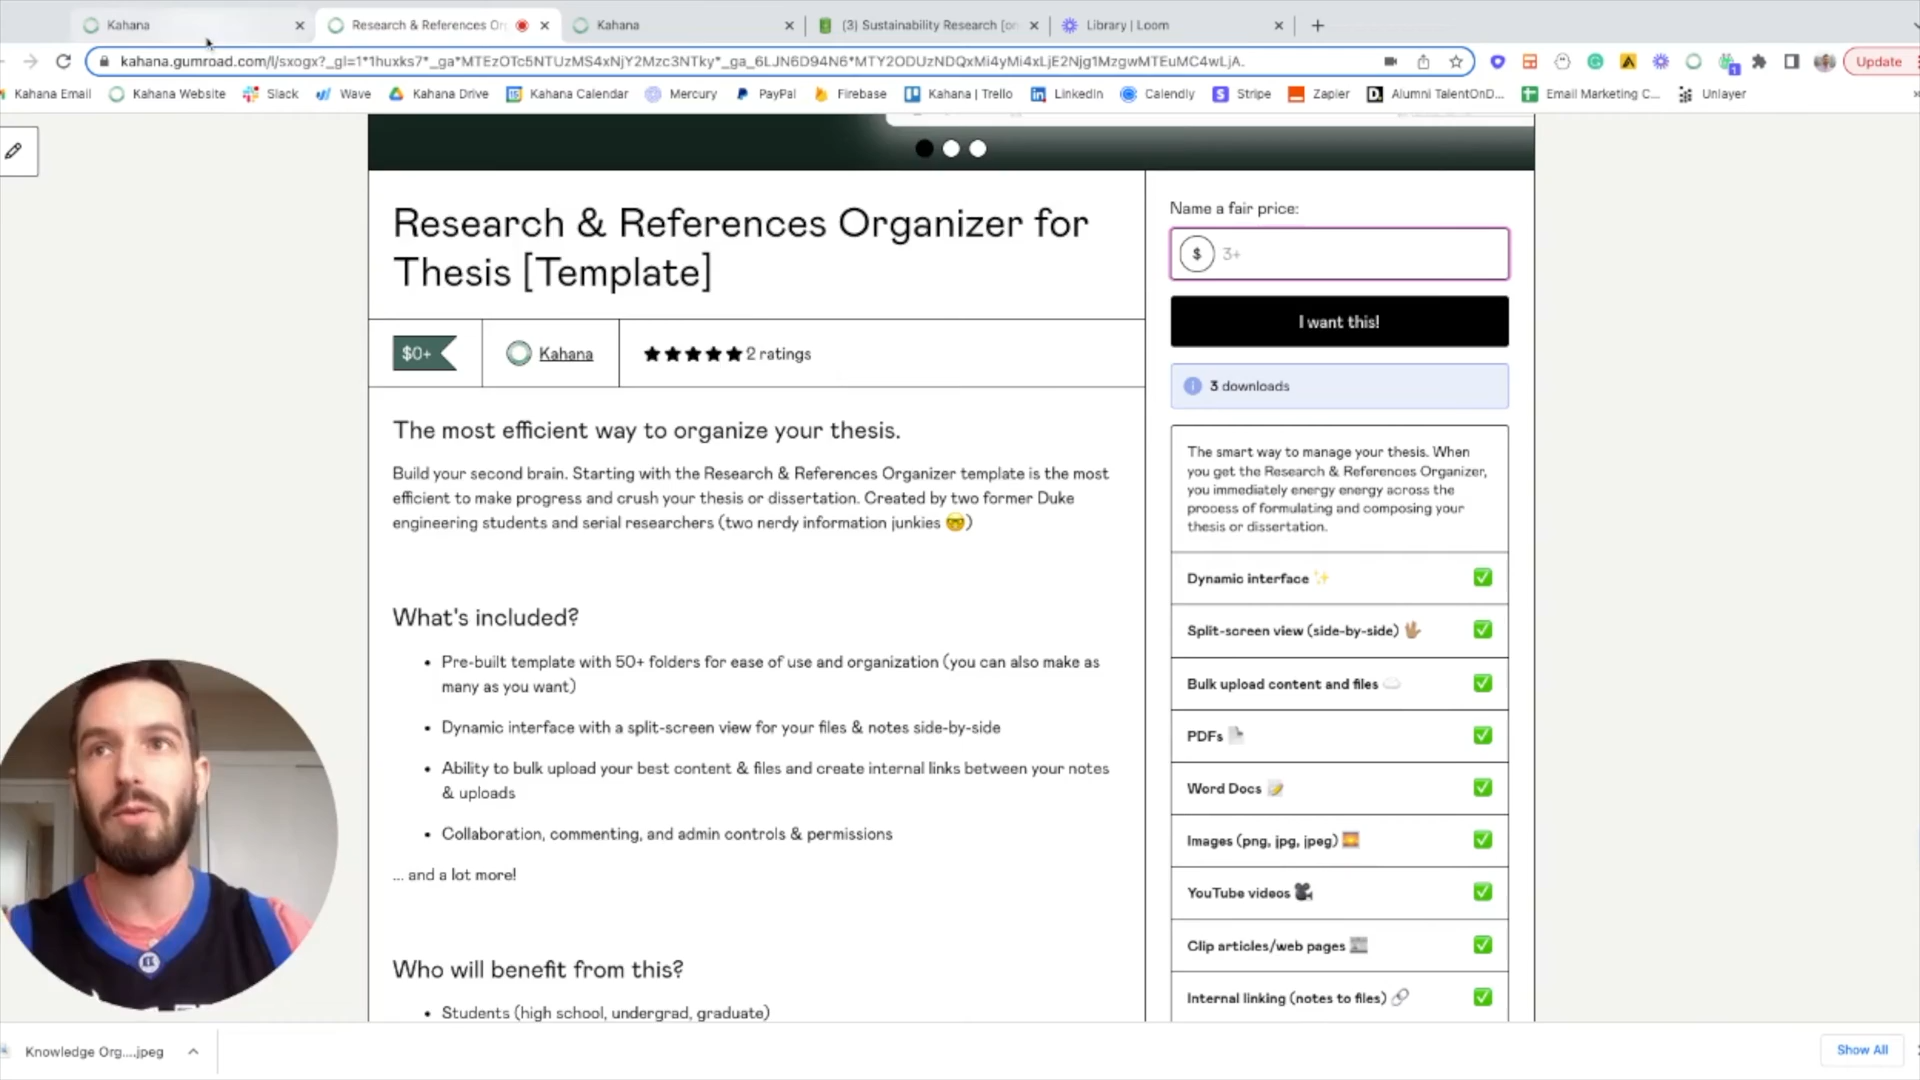 Kahana
Research & References Or
Kahana
(3) Sustainability Research [on
Library | Loom
kahana.gumroad.com/l/sxogx?_gl=1*1huxks7*_ga*MTEzOTc5NTUzMS4xNjY2Mzc3NTky*_ga_6LJN6D94N6*MTY2ODUzNDQxMi4yMi4xLjE2Njg1MzgwMTEuMC4wLjA.
Update
Kahana Email
Kahana Website
Slack
Wave
Kahana Drive
Kahana Calendar
Mercury
PayPal
Firebase
Kahana | Trello
LinkedIn
Calendly
Stripe
Zapier
Alumni TalentOnD...
Email Marketing C...
Unlayer
Research & References Organizer for
Thesis [Template]
$0+
Kahana
2 ratings
The most efficient way to organize your thesis.
Build your second brain. Starting with the Research & References Organizer template is the most
efficient to make progress and crush your thesis or dissertation. Created by two former Duke
engineering students and serial researchers (two nerdy information junkies 🤓)
What's included?
• Pre-built template with 50+ folders for ease of use and organization (you can also make as
many as you want)
• Dynamic interface with a split-screen view for your files & notes side-by-side
• Ability to bulk upload your best content & files and create internal links between your notes
& uploads
• Collaboration, commenting, and admin controls & permissions
... and a lot more!
Who will benefit from this?
• Students (high school, undergrad, graduate)
Name a fair price:
$ 3+
I want this!
3 downloads
The smart way to manage your thesis. When
you get the Research & References Organizer,
you immediately energy energy across the
process of formulating and composing your
thesis or dissertation.
Dynamic interface ✨
Split-screen view (side-by-side) 🖖🏽
Bulk upload content and files ☁️
PDFs 📄
Word Docs 📝
Images (png, jpg, jpeg) 🌅
YouTube videos 🎥
Clip articles/web pages 📰
Internal linking (notes to files) 🔗
Knowledge Org....jpeg
Show All